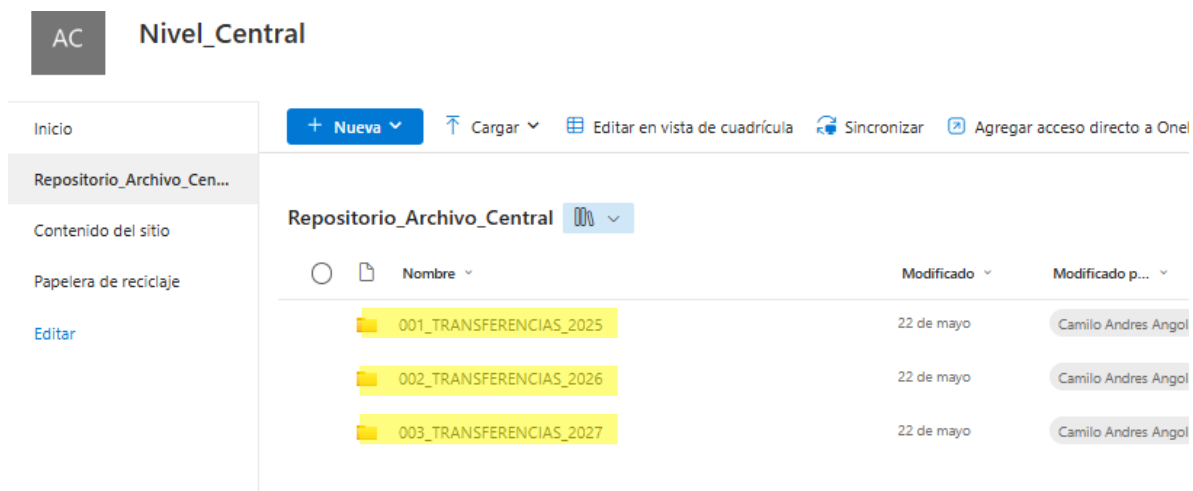 AC
Nivel_Central
Inicio
Repositorio_Archivo_Cen...
Contenido del sitio
Papelera de reciclaje
Editar
+ Nueva
Cargar
Editar en vista de cuadrícula
Sincronizar
Agregar acceso directo a One
Repositorio_Archivo_Central
Nombre Modificado Modificado p...
001_TRANSFERENCIAS_2025 22 de mayo Camilo Andres Angol
002_TRANSFERENCIAS_2026 22 de mayo Camilo Andres Angol
003_TRANSFERENCIAS_2027 22 de mayo Camilo Andres Angol